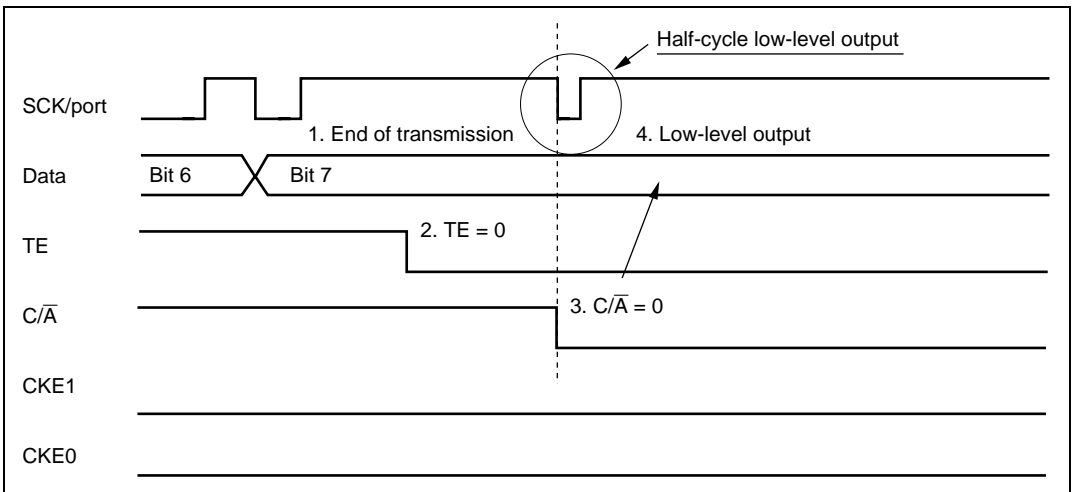 Half-cycle low-level output
SCK/port
1. End of transmission
4. Low-level output
Data
Bit 6
Bit 7
TE
2. TE = 0
C/A̅
3. C/A̅ = 0
CKE1
CKE0